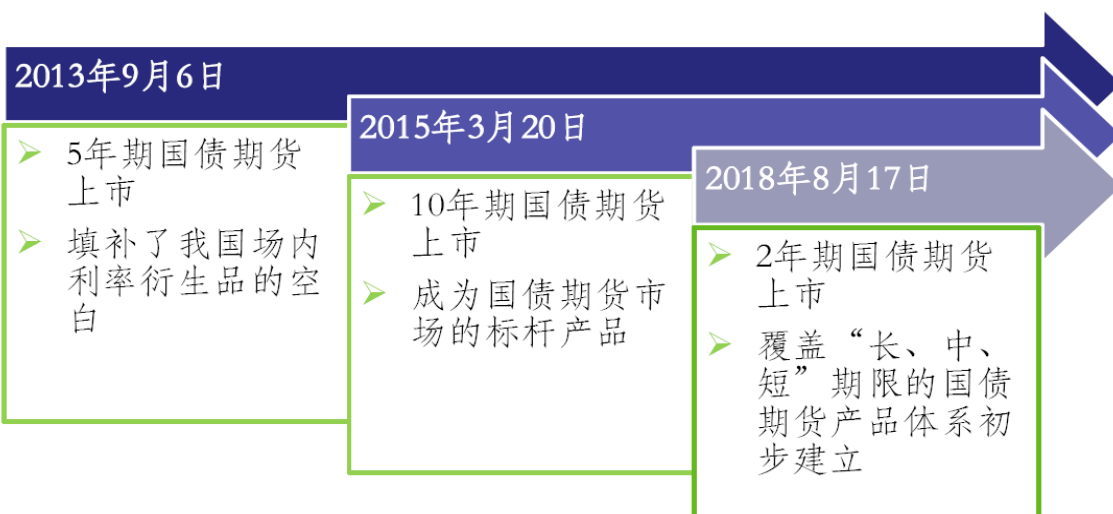 2013年9月6日
5年期国债期货
上市
填补了我国场内
利率衍生品的空
白
2015年3月20日
10年期国债期货
上市
成为国债期货市
场的标杆产品
2018年8月17日
2年期国债期货
上市
覆盖“长、中、
短”期限的国债
期货产品体系初
步建立